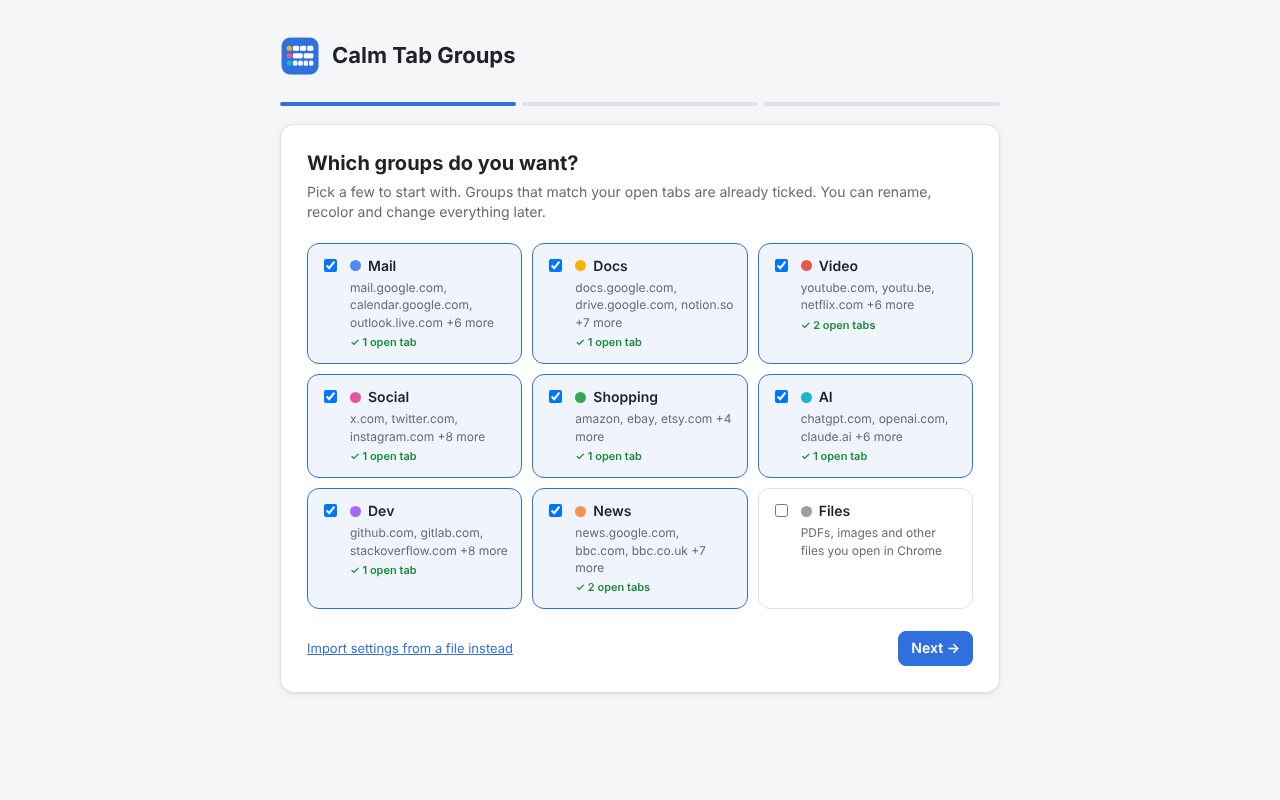 Calm Tab Groups
Which groups do you want?
Pick a few to start with. Groups that match your open tabs are already ticked. You can rename,
recolor and change everything later.
Mail
mail.google.com,
calendar.google.com,
outlook.live.com +6 more
✓ 1 open tab
Docs
docs.google.com,
drive.google.com, notion.so
+7 more
✓ 1 open tab
Video
youtube.com, youtu.be,
netflix.com +6 more
✓ 2 open tabs
Social
x.com, twitter.com,
instagram.com +8 more
✓ 1 open tab
Shopping
amazon, ebay, etsy.com +4
more
✓ 1 open tab
AI
chatgpt.com, openai.com,
claude.ai +6 more
✓ 1 open tab
Dev
github.com, gitlab.com,
stackoverflow.com +8 more
✓ 1 open tab
News
news.google.com,
bbc.com, bbc.co.uk +7
more
✓ 2 open tabs
Files
PDFs, images and other
files you open in Chrome
Import settings from a file instead
Next →